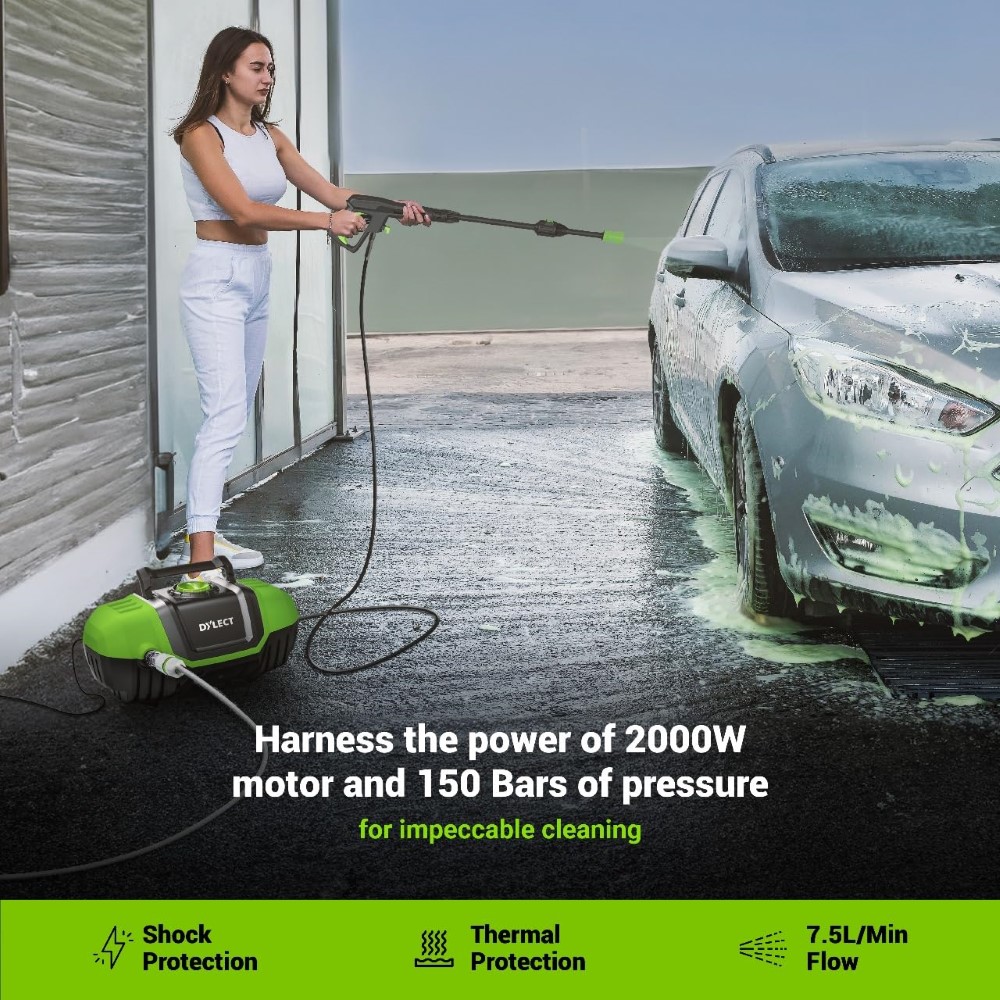 DYLECT
Harness the power of 2000W
motor and 150 Bars of pressure
for impeccable cleaning
Shock
Protection
Thermal
Protection
7.5L/Min
Flow